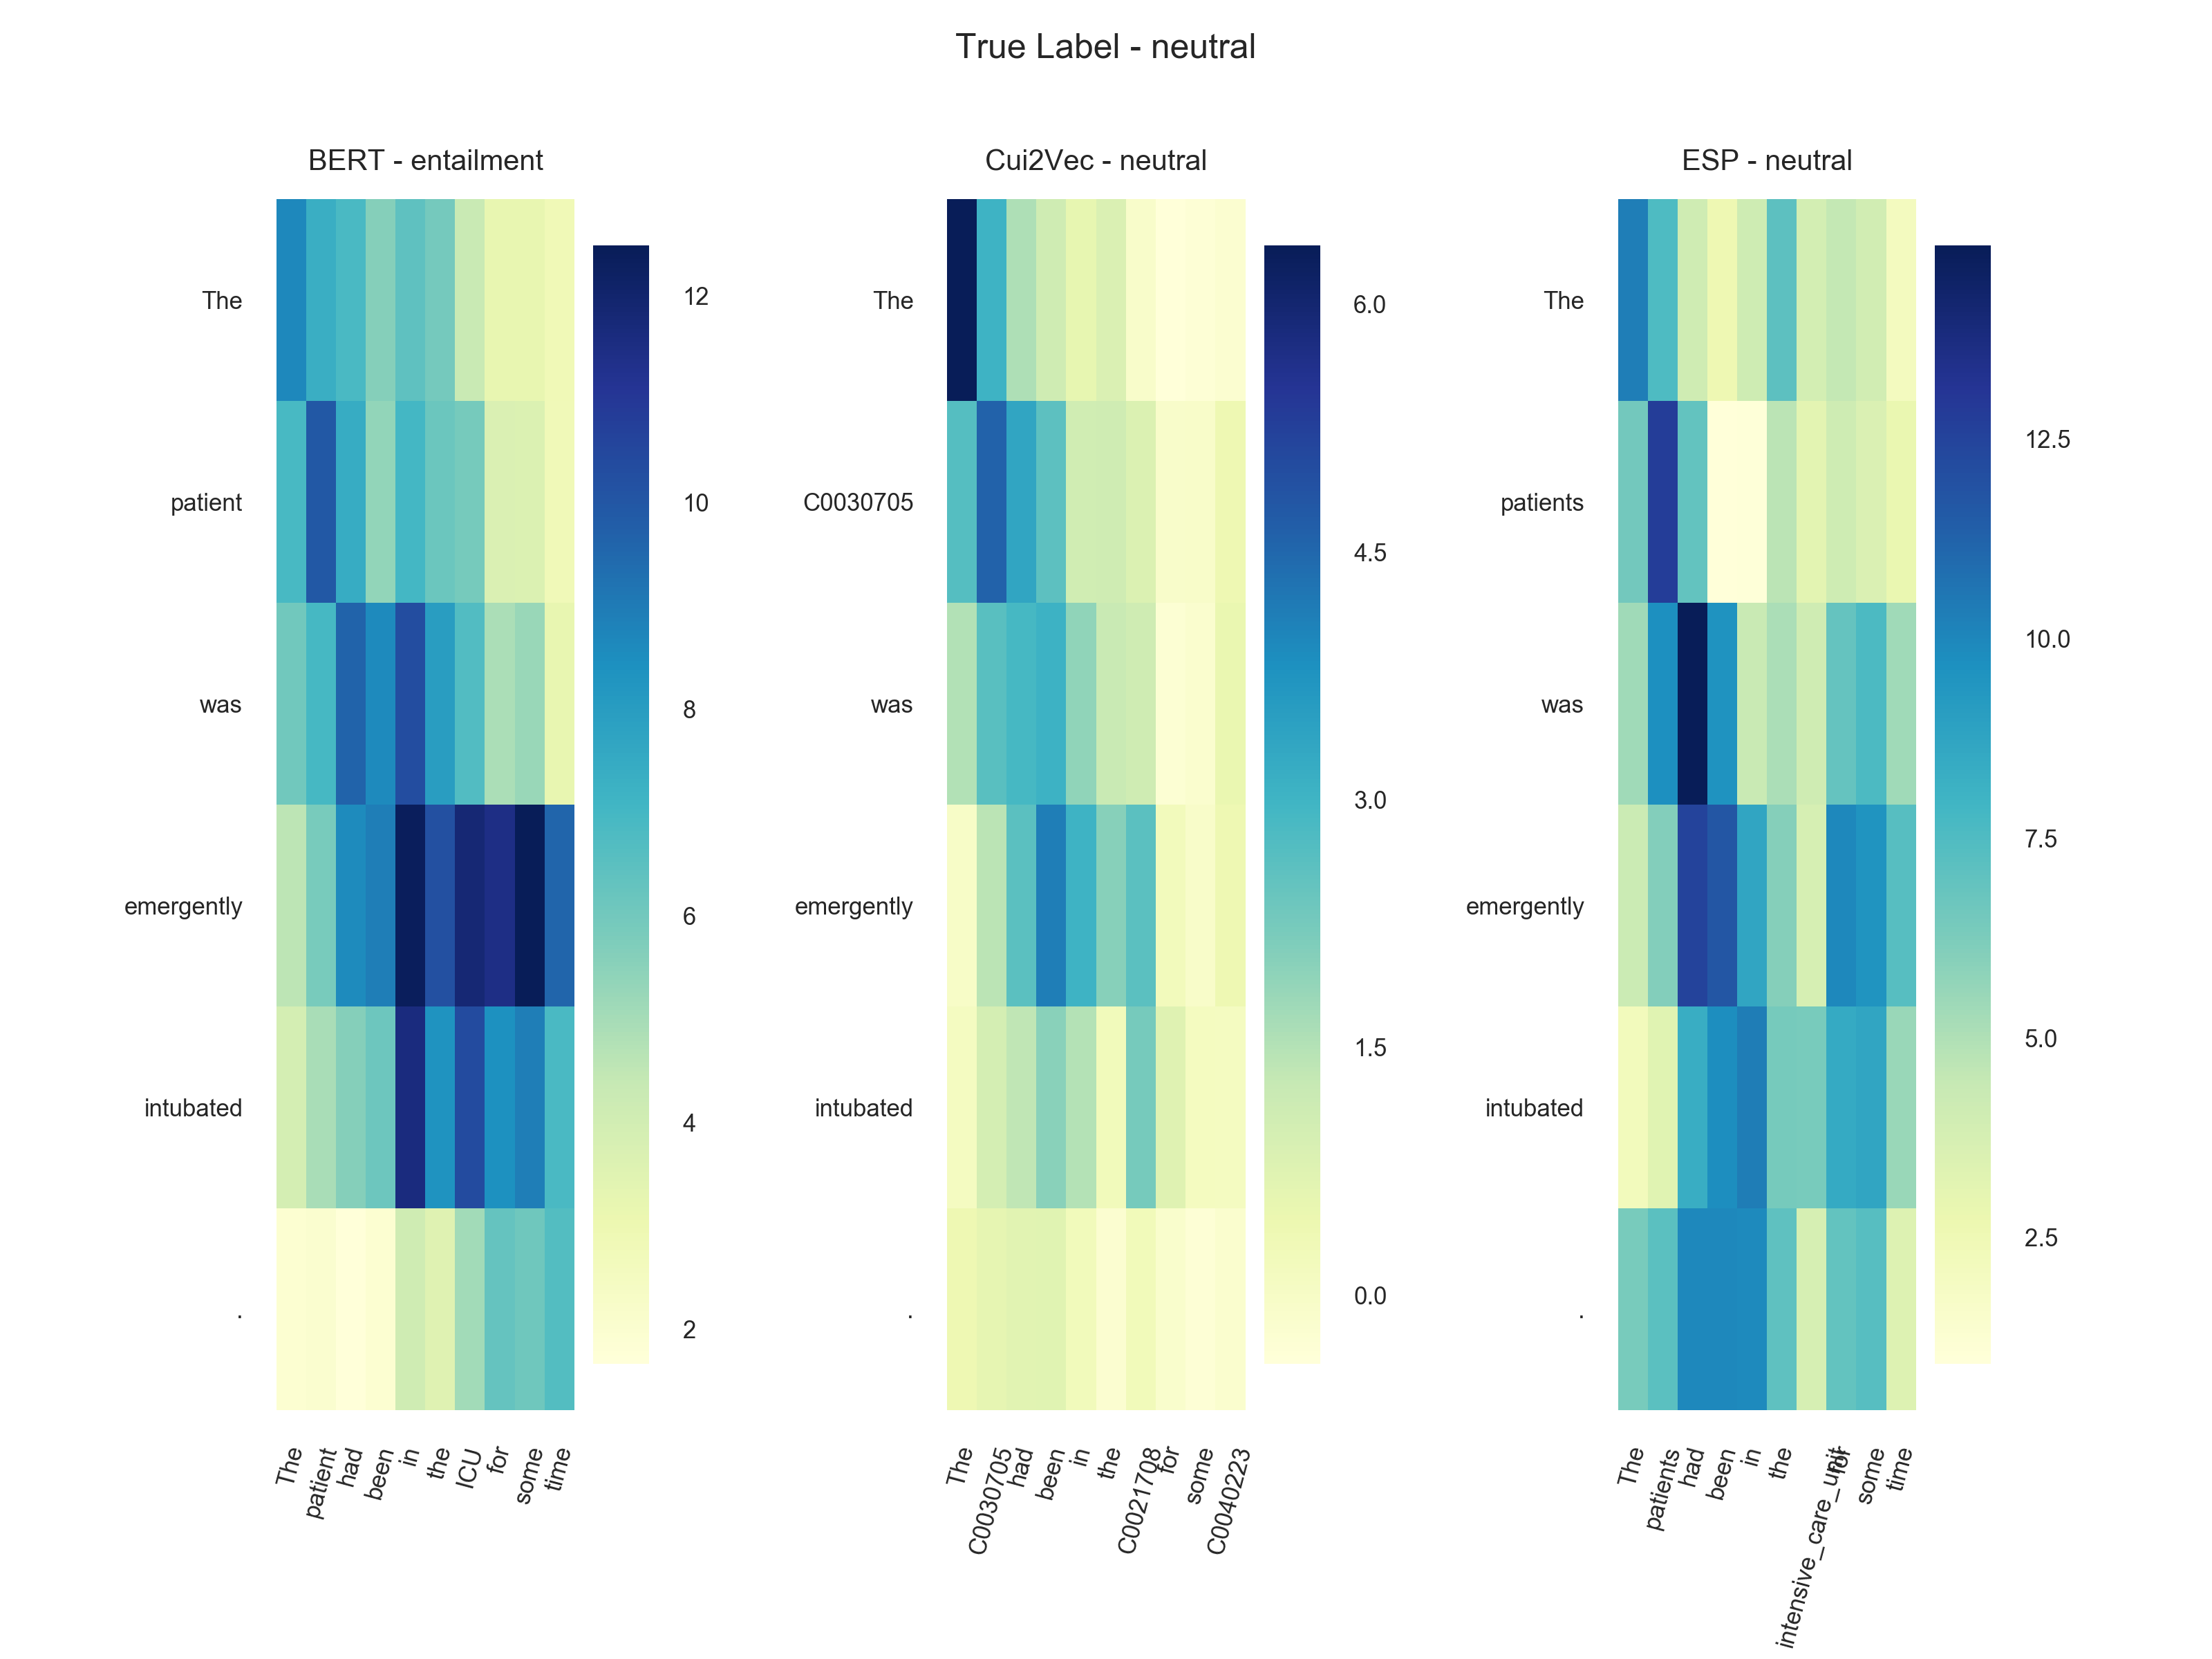 True Label - neutral
BERT - entailment
The
patient
was
emergently
intubated
.
12
10
8
6
4
2
The
patient
had
been
in
the
ICU
for
some
time
Cui2Vec - neutral
The
C0030705
was
emergently
intubated
.
6.0
4.5
3.0
1.5
0.0
The
C0030705
had
been
in
the
C0021708
for
some
C0040223
ESP - neutral
The
patients
was
emergently
intubated
.
12.5
10.0
7.5
5.0
2.5
The
patients
had
been
in
the
intensive_care_unit
for
some
time